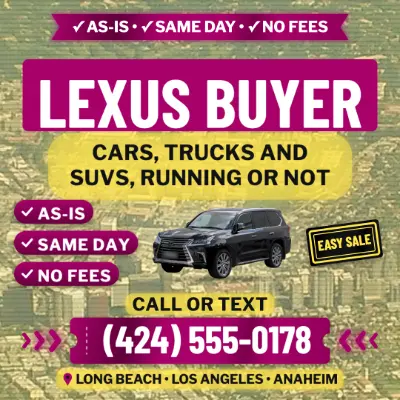 ✓ AS-IS • ✓ SAME DAY • ✓ NO FEES
LEXUS BUYER
CARS, TRUCKS AND
SUVS, RUNNING OR NOT
✓ AS-IS
✓ SAME DAY
✓ NO FEES
EASY SALE
CALL OR TEXT
(424) 555-0178
LONG BEACH • LOS ANGELES • ANAHEIM